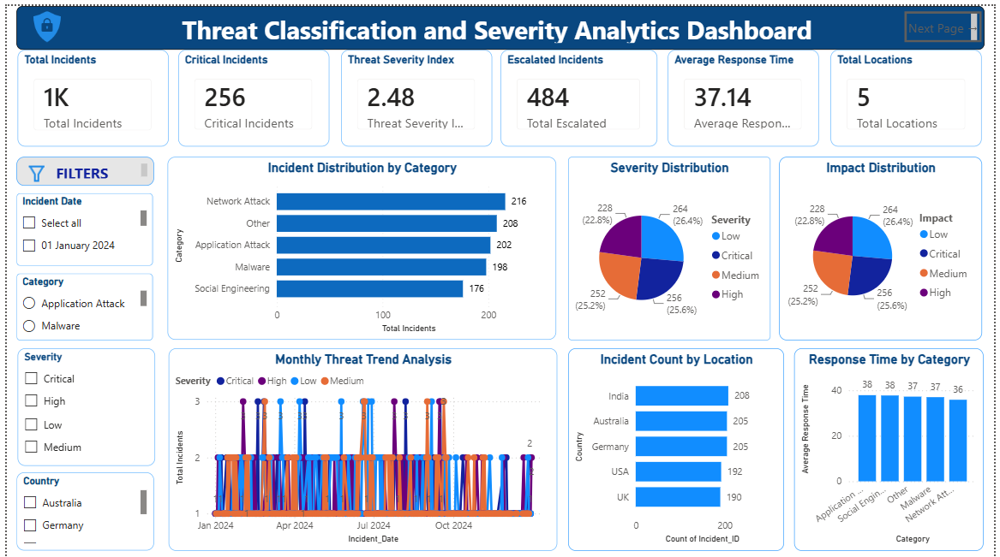 Threat Classification and Severity Analytics Dashboard
Next Page →
Total Incidents
1K
Total Incidents
Critical Incidents
256
Critical Incidents
Threat Severity Index
2.48
Threat Severity I...
Escalated Incidents
484
Total Escalated
Average Response Time
37.14
Average Respon...
Total Locations
5
Total Locations
FILTERS
Incident Date
Select all
01 January 2024
Category
Application Attack
Malware
Severity
Critical
High
Low
Medium
Country
Australia
Germany
Incident Distribution by Category
Category
Network Attack 216
Other 208
Application Attack 202
Malware 198
Social Engineering 176
0 100 200
Total Incidents
Severity Distribution
228
(22.8%)
264
(26.4%)
252
(25.2%)
256
(25.6%)
Severity
Low
Critical
Medium
High
Impact Distribution
228
(22.8%)
264
(26.4%)
252
(25.2%)
256
(25.6%)
Impact
Low
Critical
Medium
High
Monthly Threat Trend Analysis
Severity Critical High Low Medium
Total Incidents
3
2
1
2
Jan 2024 Apr 2024 Jul 2024 Oct 2024
Incident_Date
Incident Count by Location
Country
India 208
Australia 205
Germany 205
USA 192
UK 190
0 200
Count of Incident_ID
Response Time by Category
Average Response Time
40
20
0
38 38 37 37 36
Application ...
Social Engin...
Other
Malware
Network Att...
Category